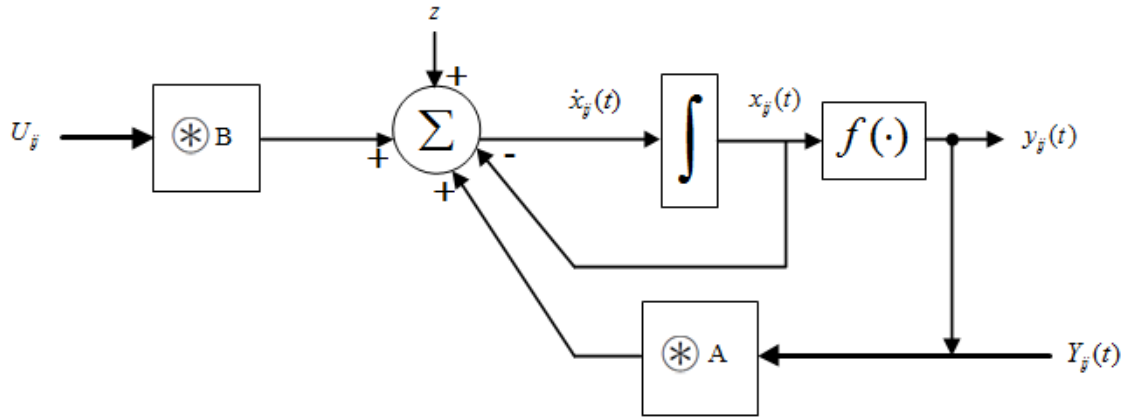 z
+
ẋ_ij(t)
x_ij(t)
U_ij
⊛ B
+
∑
-
∫
f(·)
y_ij(t)
+
⊛ A
Y_ij(t)